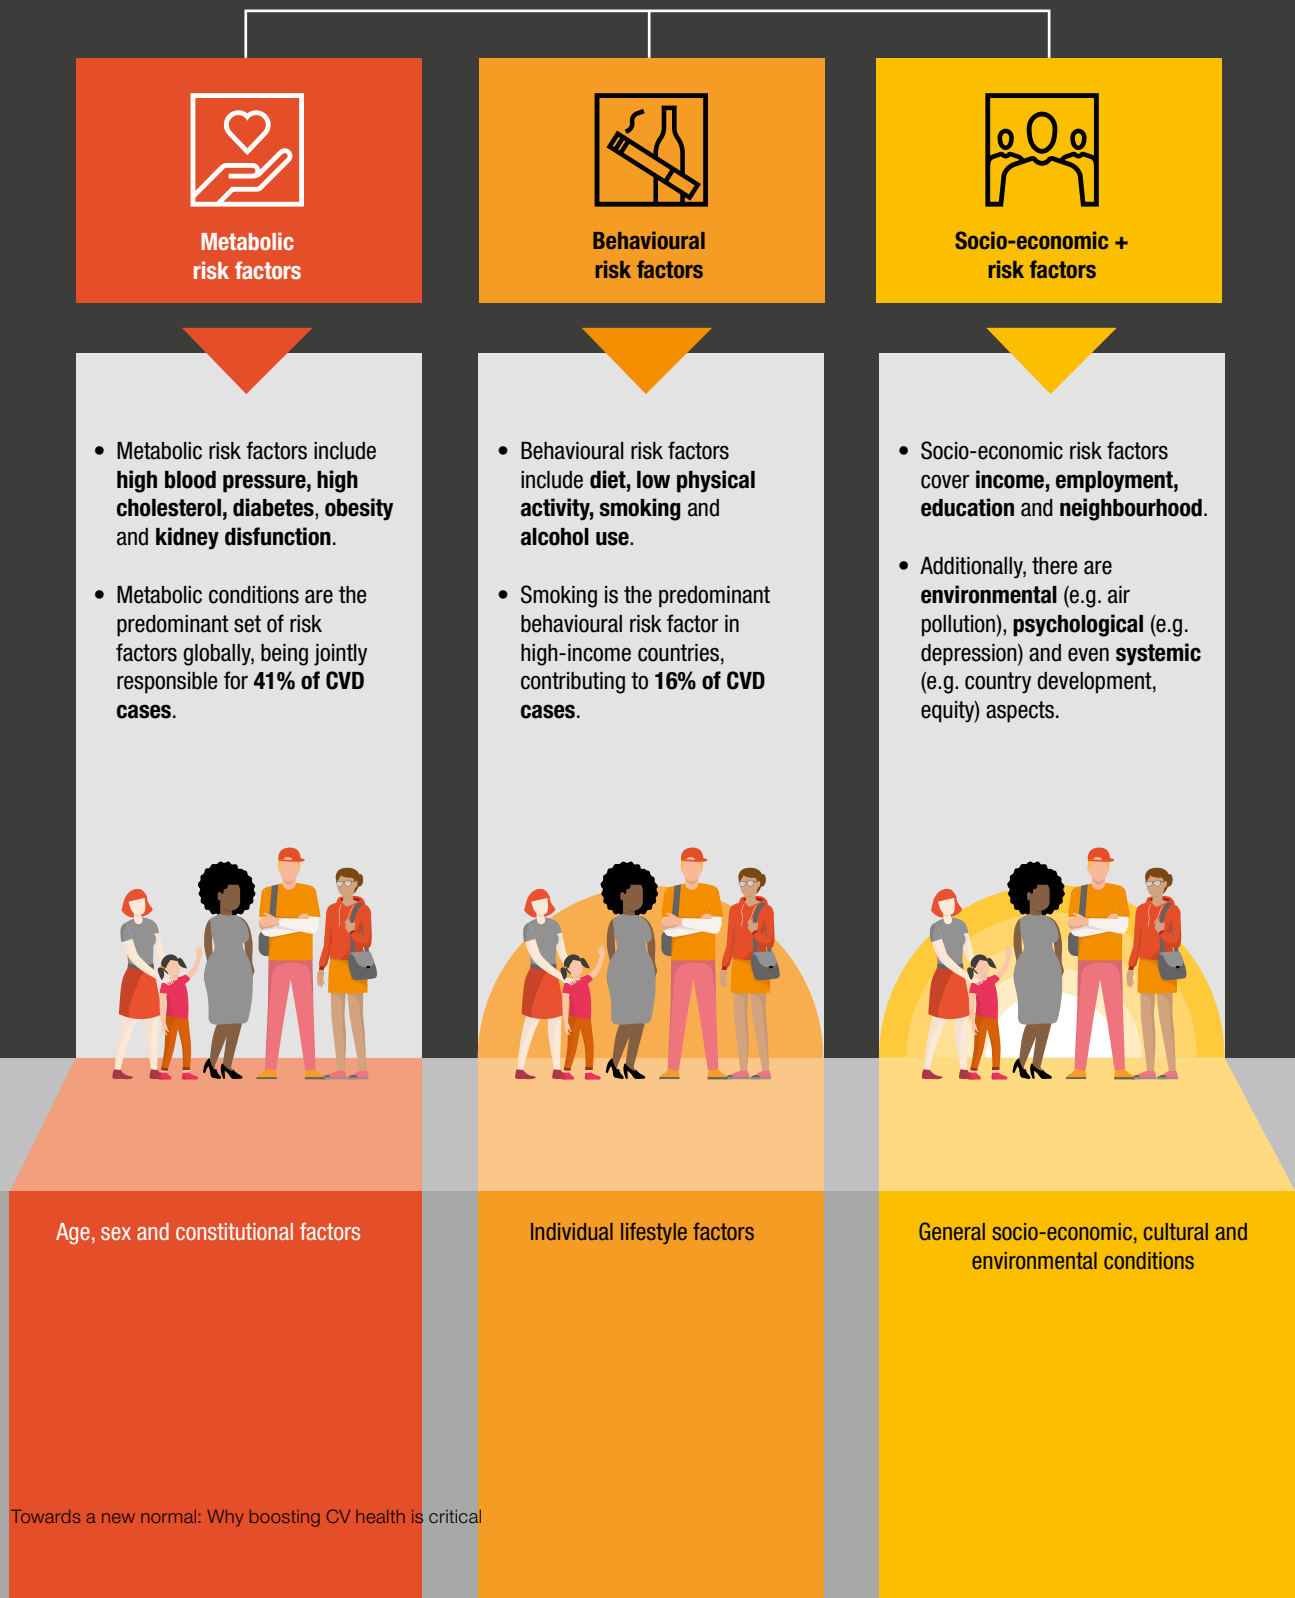 Metabolic
risk factors
Behavioural
risk factors
Socio-economic +
risk factors
• Metabolic risk factors include
high blood pressure, high
cholesterol, diabetes, obesity
and kidney disfunction.
• Metabolic conditions are the
predominant set of risk
factors globally, being jointly
responsible for 41% of CVD
cases.
• Behavioural risk factors
include diet, low physical
activity, smoking and
alcohol use.
• Smoking is the predominant
behavioural risk factor in
high-income countries,
contributing to 16% of CVD
cases.
• Socio-economic risk factors
cover income, employment,
education and neighbourhood.
• Additionally, there are
environmental (e.g. air
pollution), psychological (e.g.
depression) and even systemic
(e.g. country development,
equity) aspects.
Age, sex and constitutional factors
Individual lifestyle factors
General socio-economic, cultural and
environmental conditions
Towards a new normal: Why boosting CV health is critical